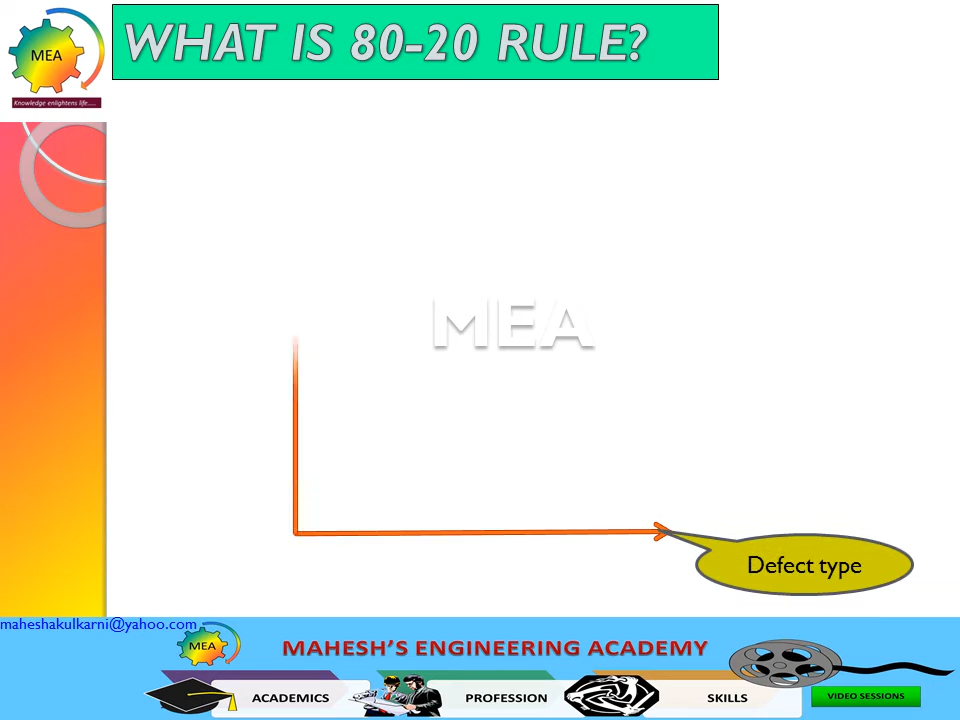 MEA
Knowledge enlightens life.....
WHAT IS 80-20 RULE?
MEA
Defect type
maheshakulkarni@yahoo.com
MEA
MAHESH'S ENGINEERING ACADEMY
ACADEMICS
PROFESSION
SKILLS
VIDEO SESSIONS